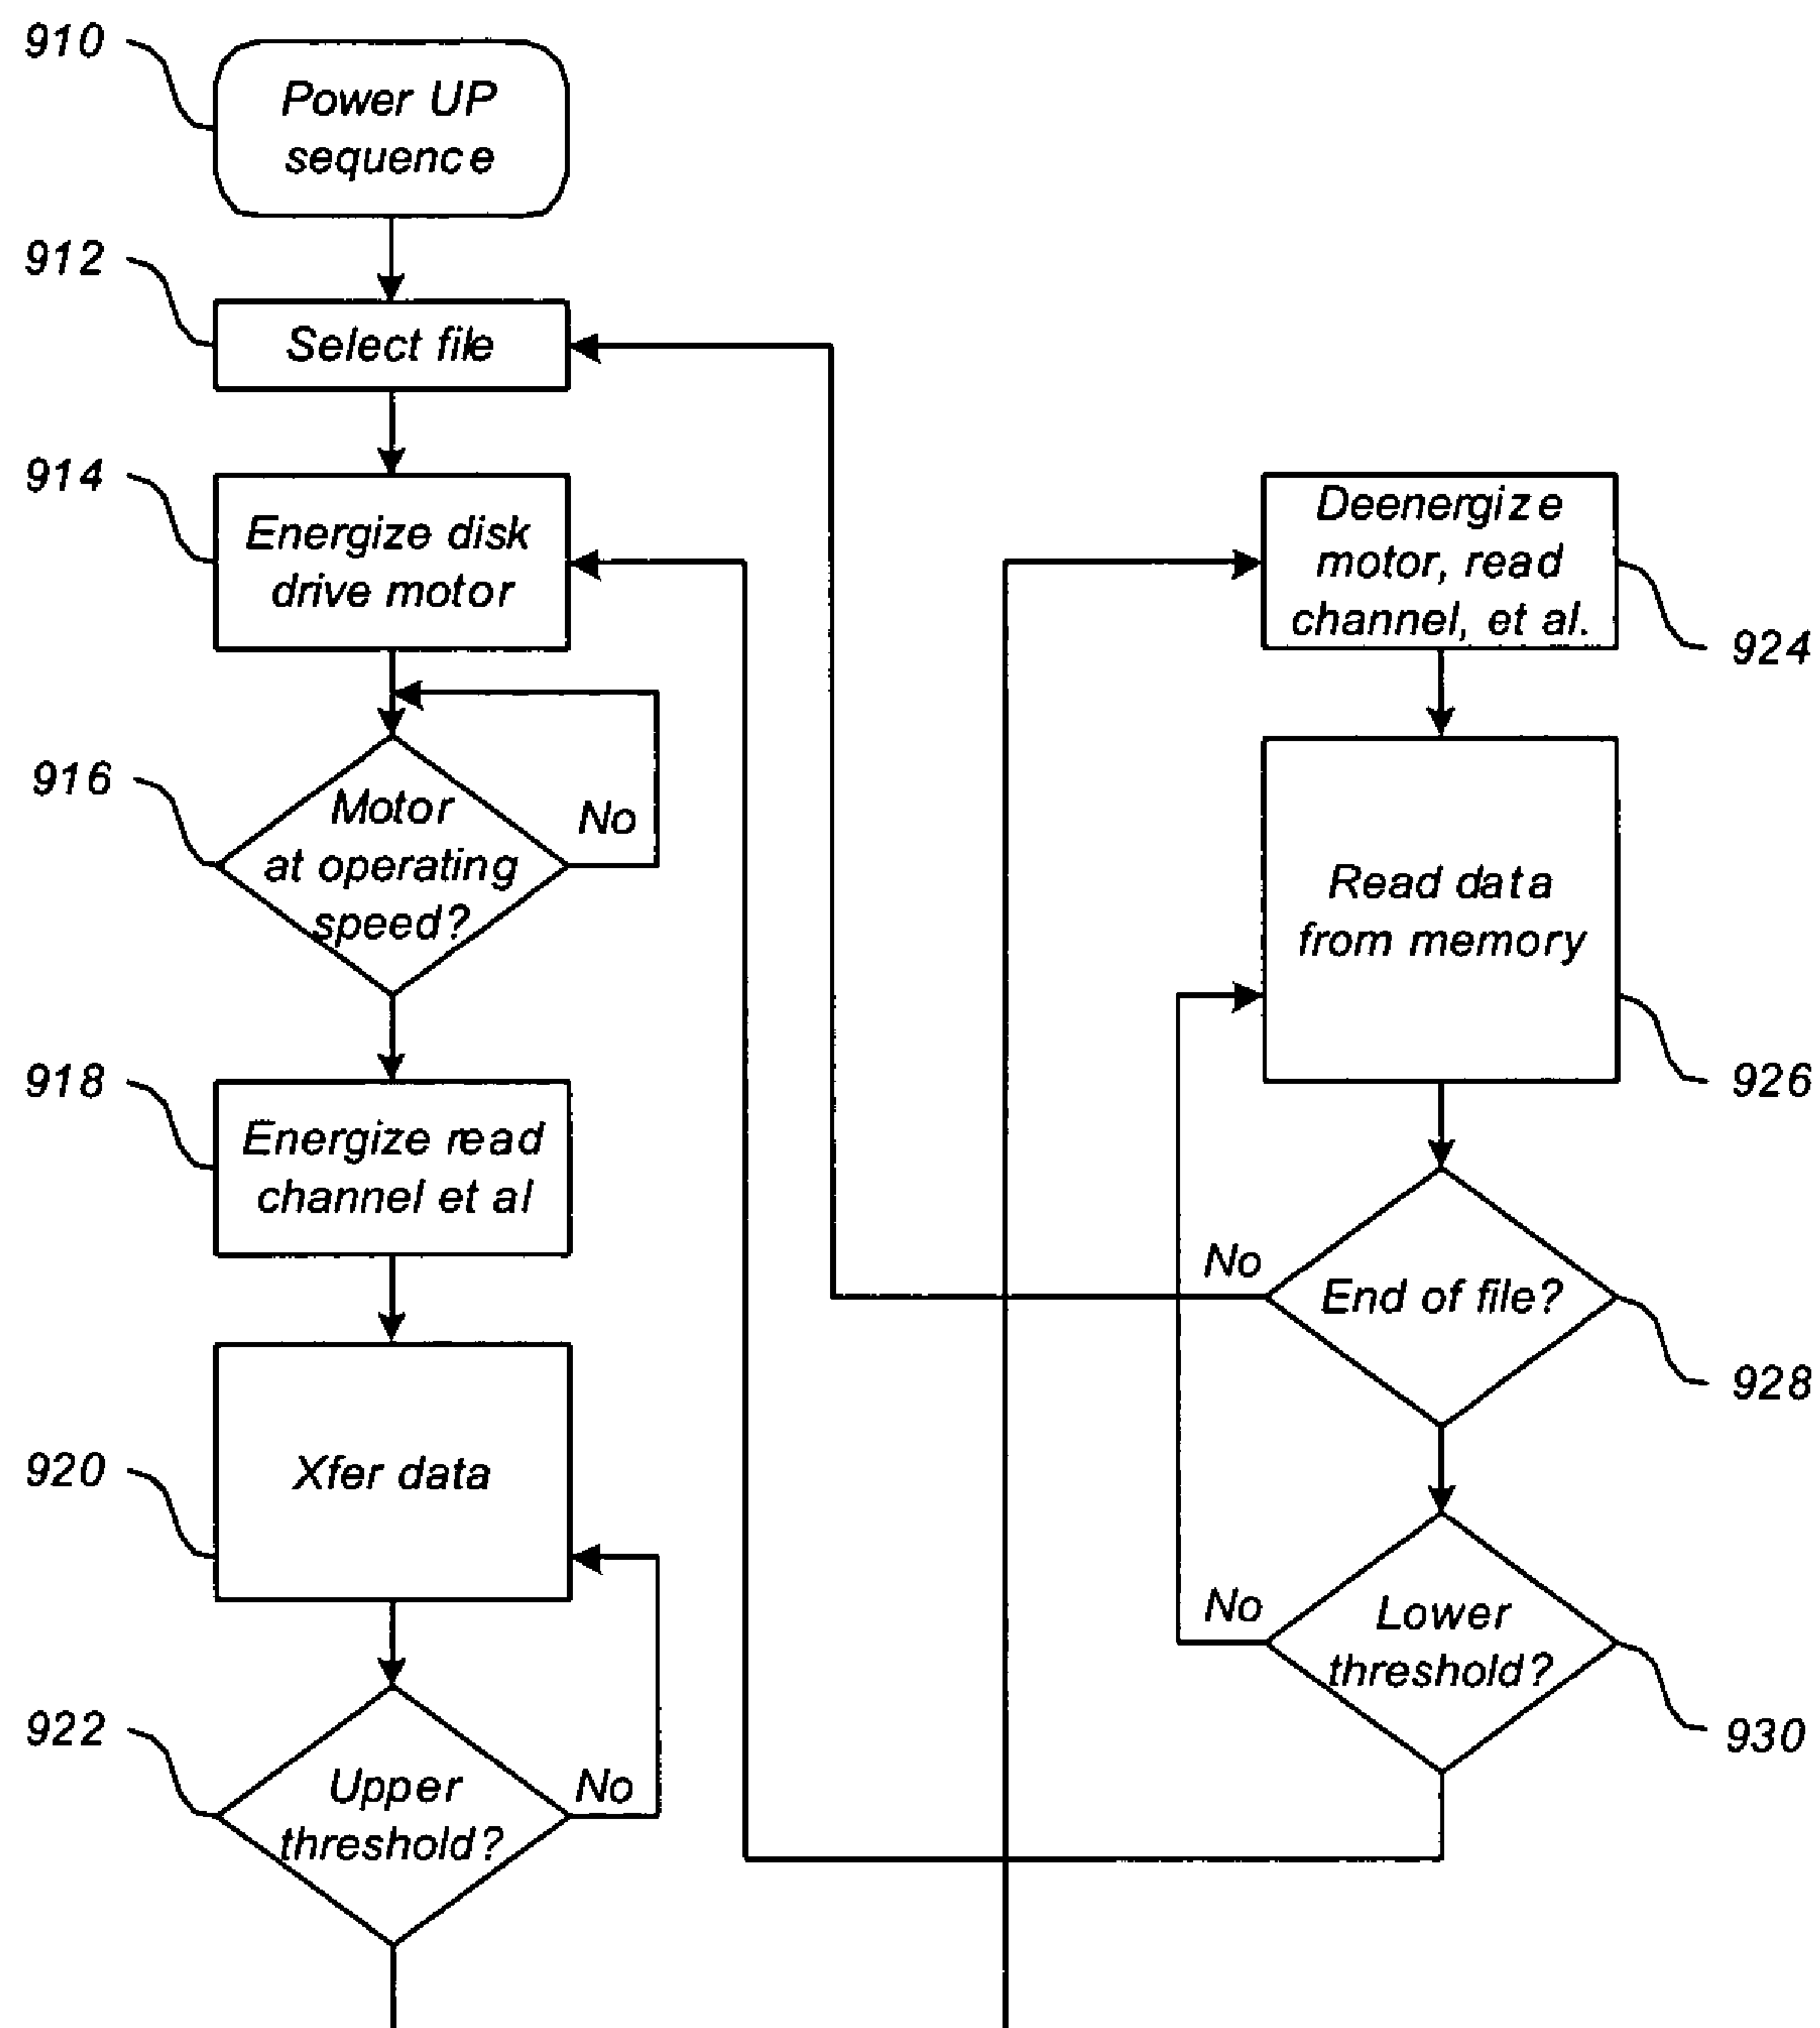 910
Power UP
sequence
912
Select file
914
Energize disk
drive motor
916
Motor
at operating
speed?
No
918
Energize read
channel et al
920
Xfer data
922
Upper
threshold?
No
Deenergize
motor, read
channel, et al.
924
Read data
from memory
926
No
End of file?
928
No
Lower
threshold?
930